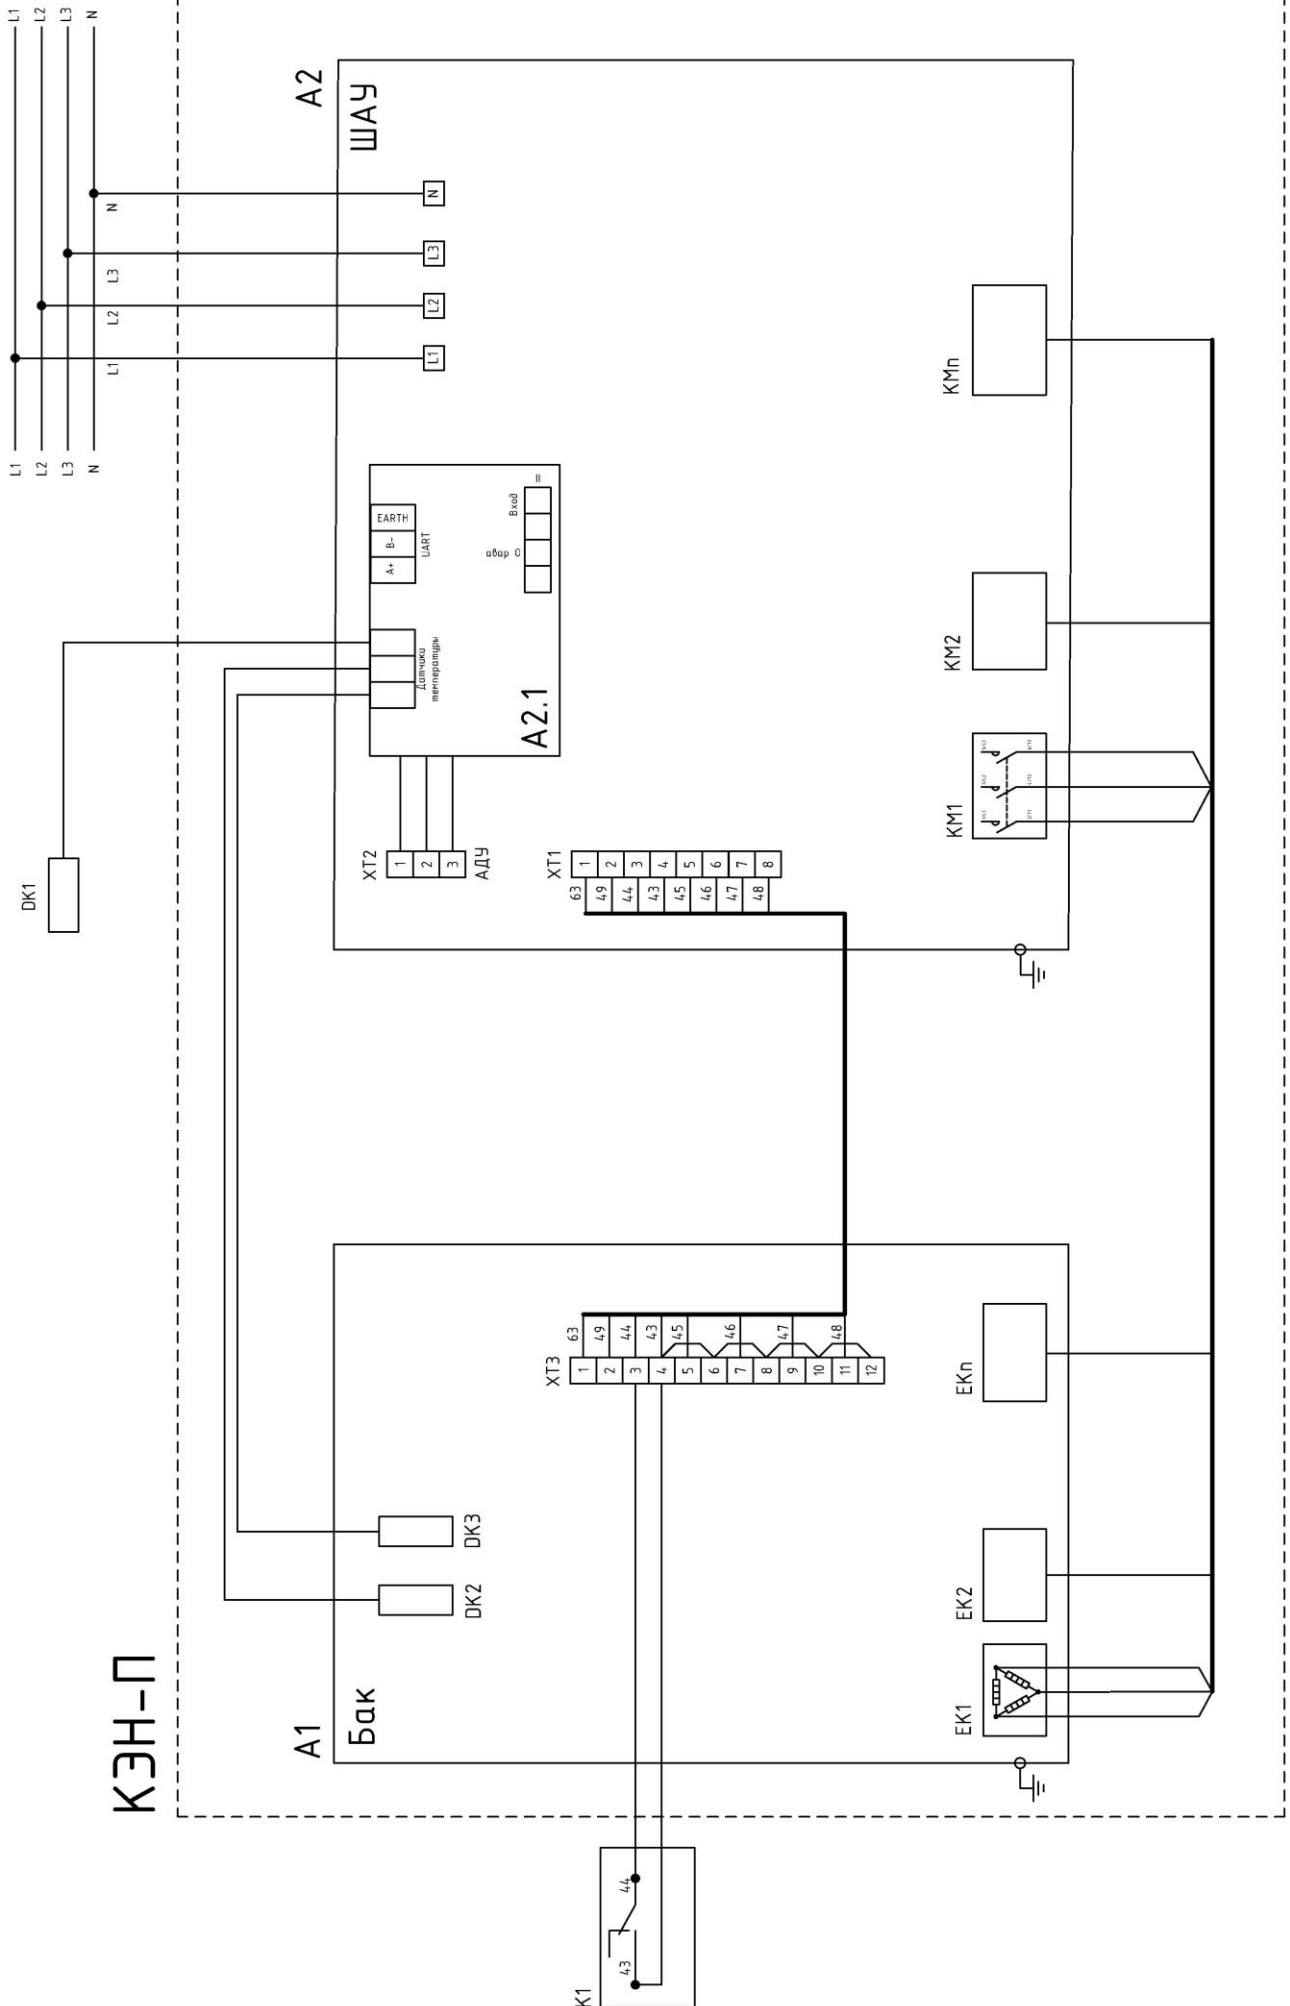 L1 L1
L2 L2
L3 L3
N N
DK1
КЭН-П
L1 L2 L3 N
A1
A2
Бак
ШАУ
L1 L2 L3 N
DK2
DK3
XT2
1
2
3
АДУ
A+ B- EARTH
UART
Датчики
температуры
авар 0
Вход
=
A2.1
XT3
1 63
2 49
3 44
4 43
5 45
6
7 46
8
9 47
10
11 48
12
XT1
63 1
49 2
44 3
43 4
45 5
46 6
47 7
48 8
K1
43 44
EK1
EK2
EKn
KM1
KM2
KMn